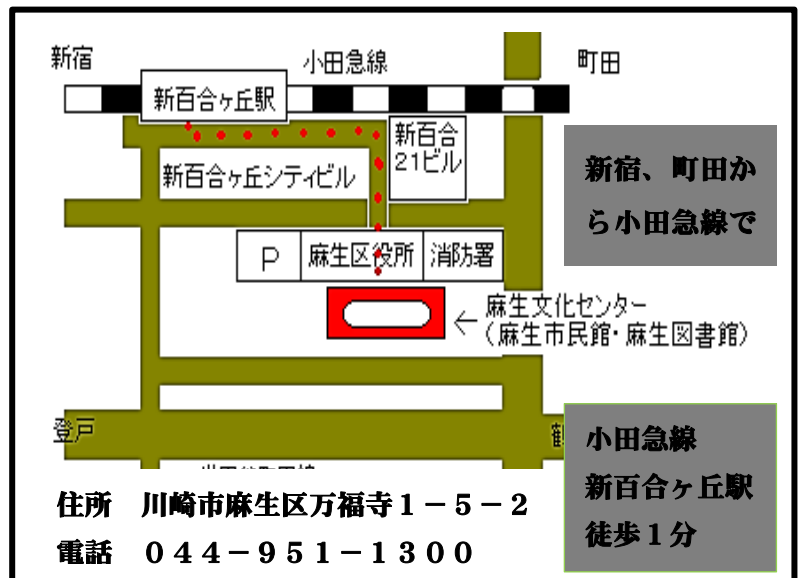 新宿
小田急線
町田
新百合ヶ丘駅
新百合
21ビル
新百合ヶ丘シティビル
新宿、町田か
ら小田急線で
P
麻生区役所
消防署
←麻生文化センター
(麻生市民館・麻生図書館)
登戸
小田急線
新百合ヶ丘駅
徒歩１分
住所　川崎市麻生区万福寺１－５－２
電話　０４４－９５１－１３００